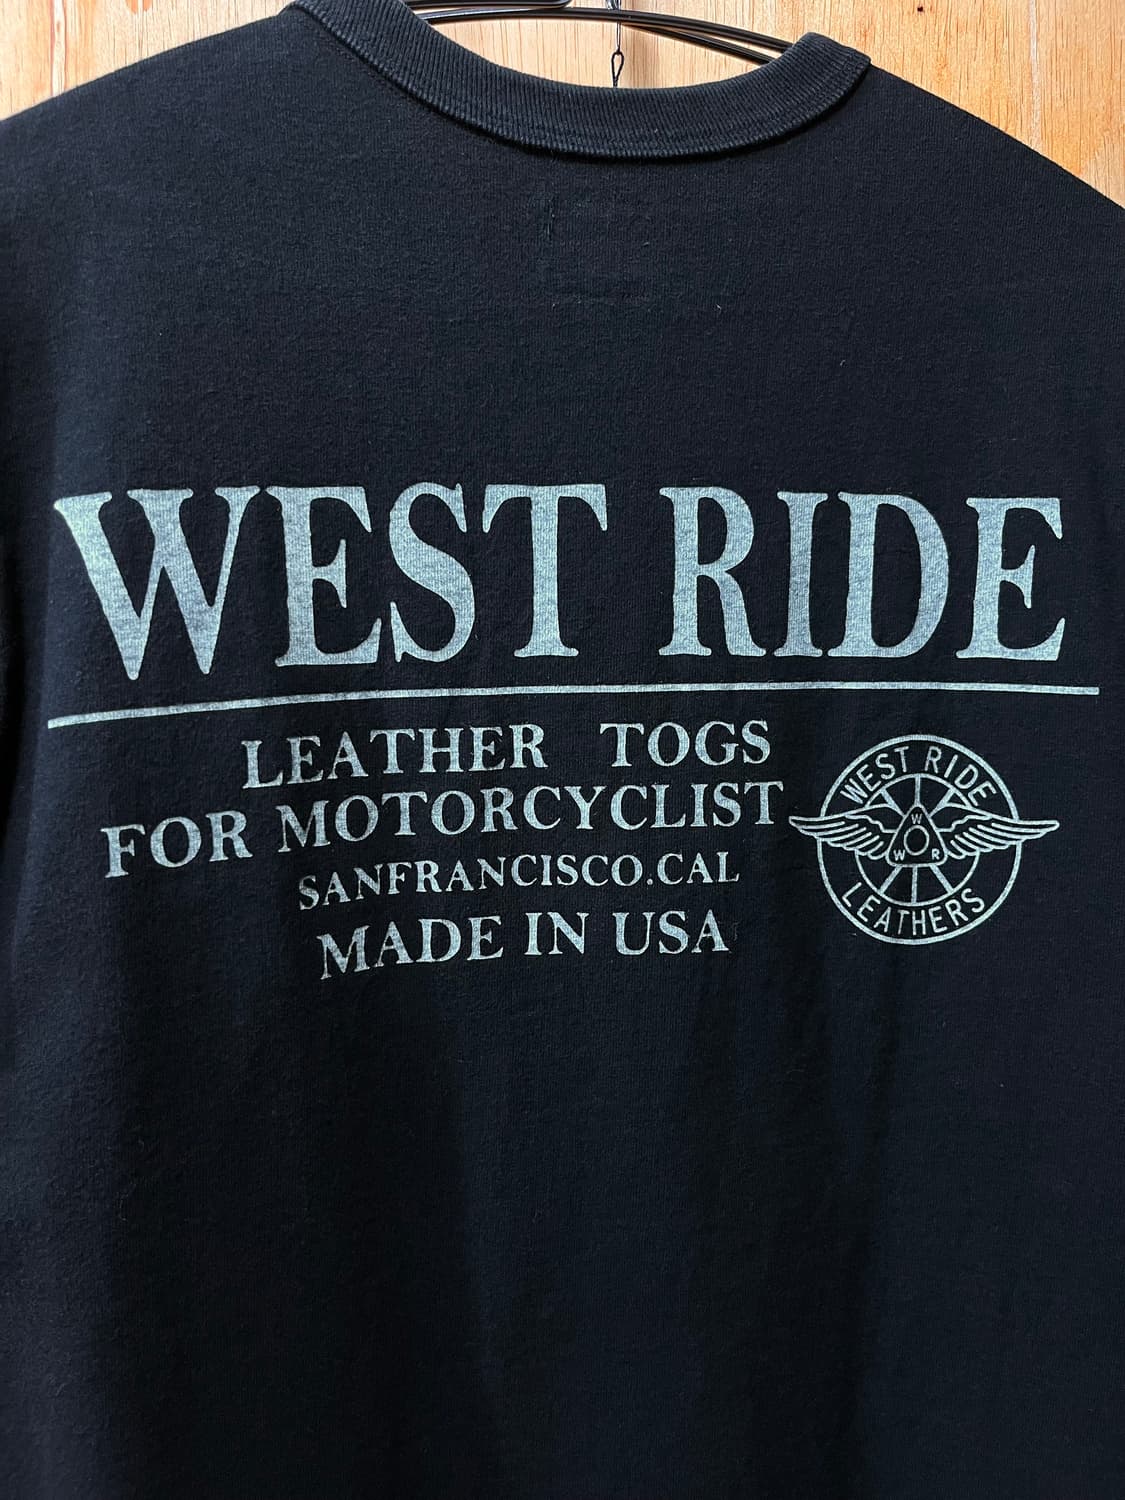 WEST RIDE
LEATHER TOGS
FOR MOTORCYCLIST
SANFRANCISCO.CAL
MADE IN USA
WEST RIDE
W
W R
LEATHERS